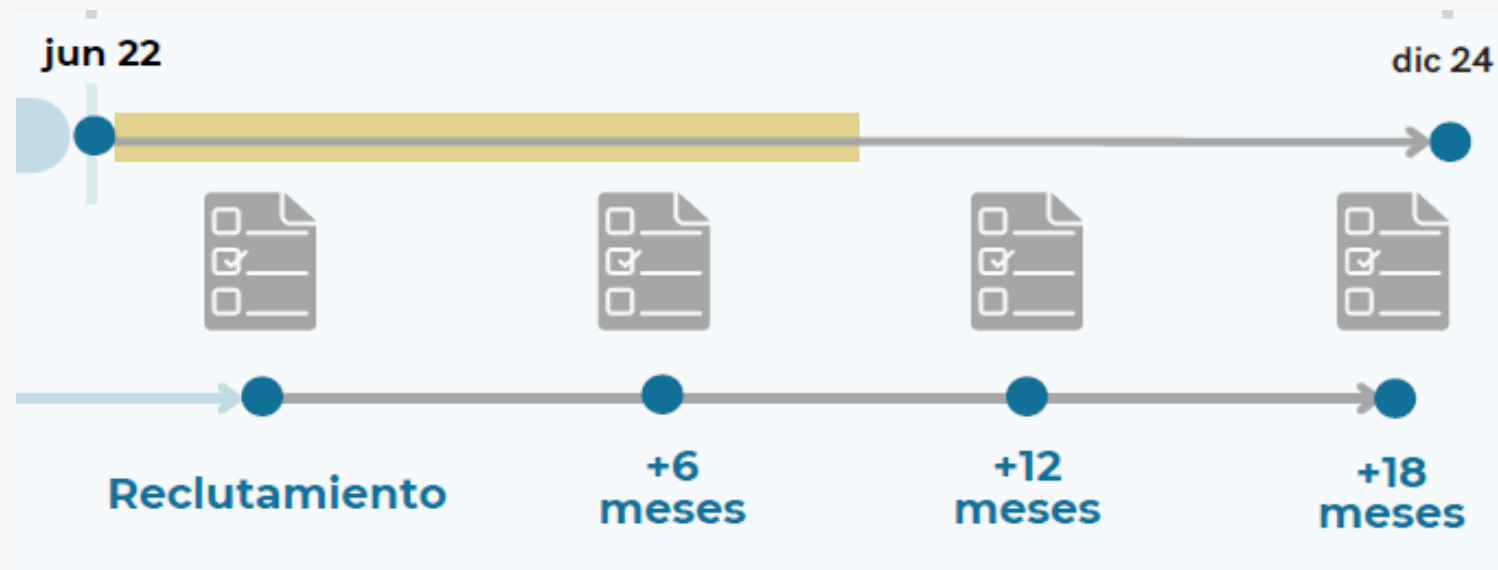 jun 22
dic 24
Reclutamiento
+6
meses
+12
meses
+18
meses